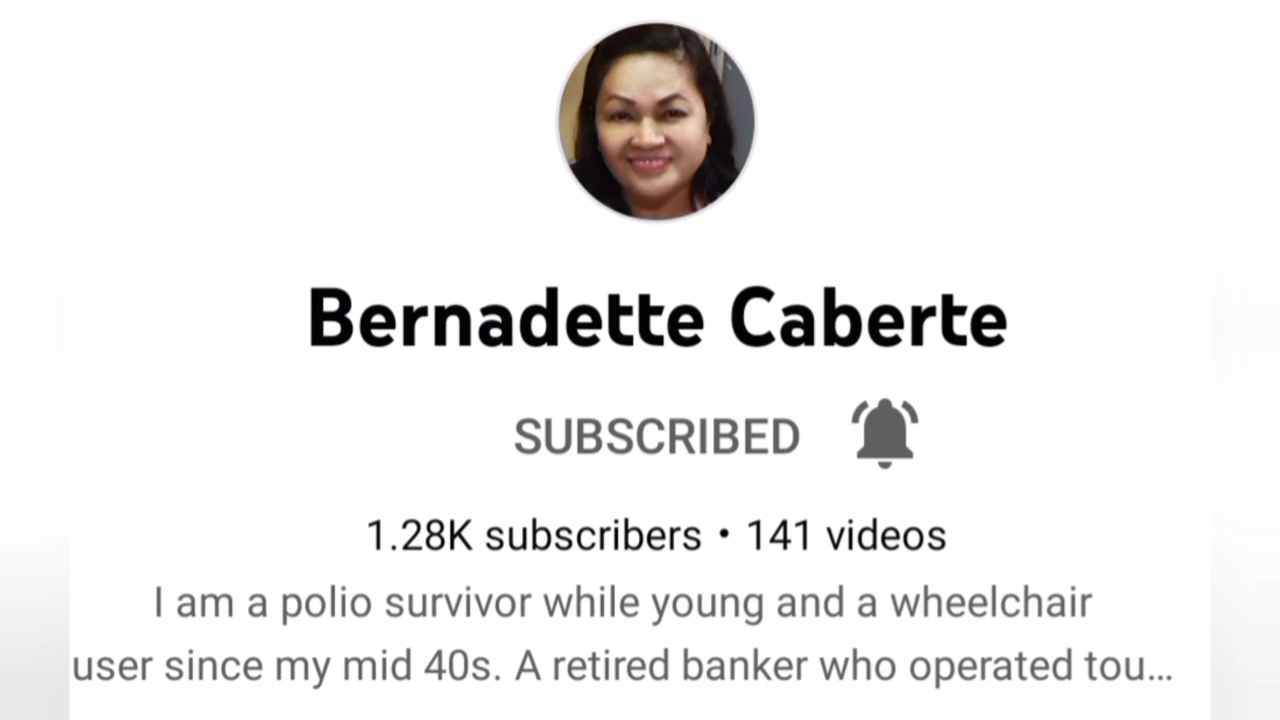 Bernadette Caberte
SUBSCRIBED
1.28K subscribers • 141 videos
I am a polio survivor while young and a wheelchair
user since my mid 40s. A retired banker who operated tou...